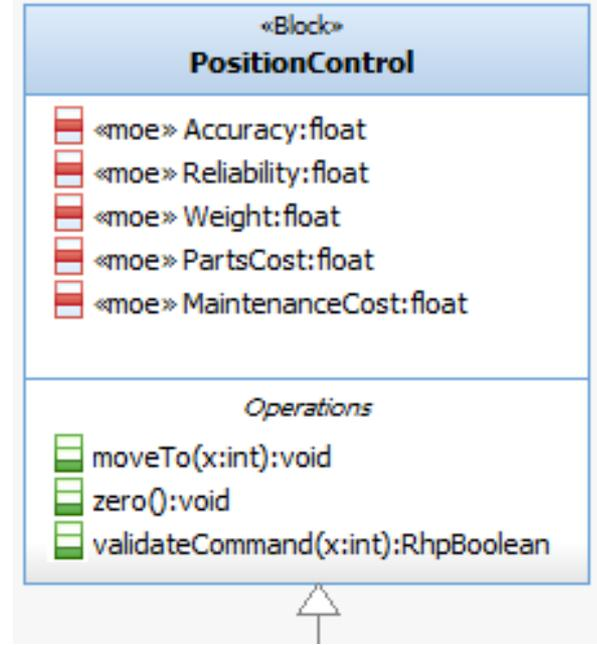 «Block»
PositionControl
«moe» Accuracy:float
«moe» Reliability:float
«moe» Weight:float
«moe» PartsCost:float
«moe» MaintenanceCost:float
Operations
moveTo(x:int):void
zero():void
validateCommand(x:int):RhpBoolean